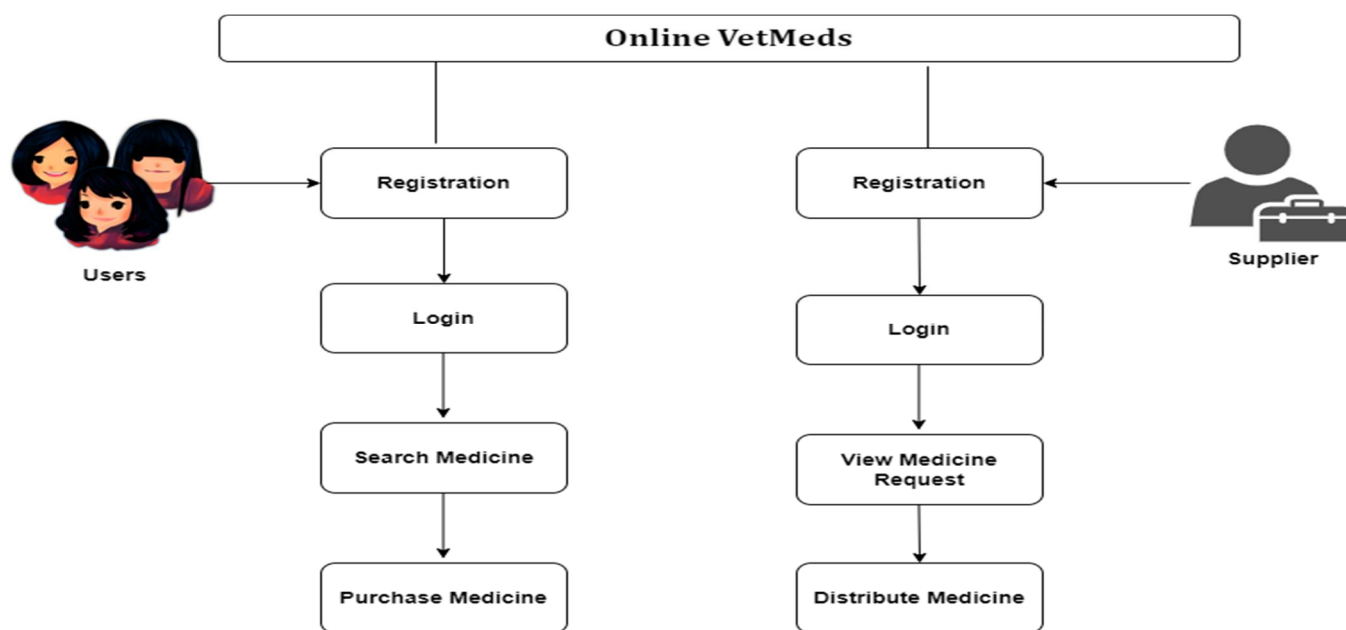 Online VetMeds
Registration
Registration
Users
Supplier
Login
Login
Search Medicine
View Medicine
Request
Purchase Medicine
Distribute Medicine